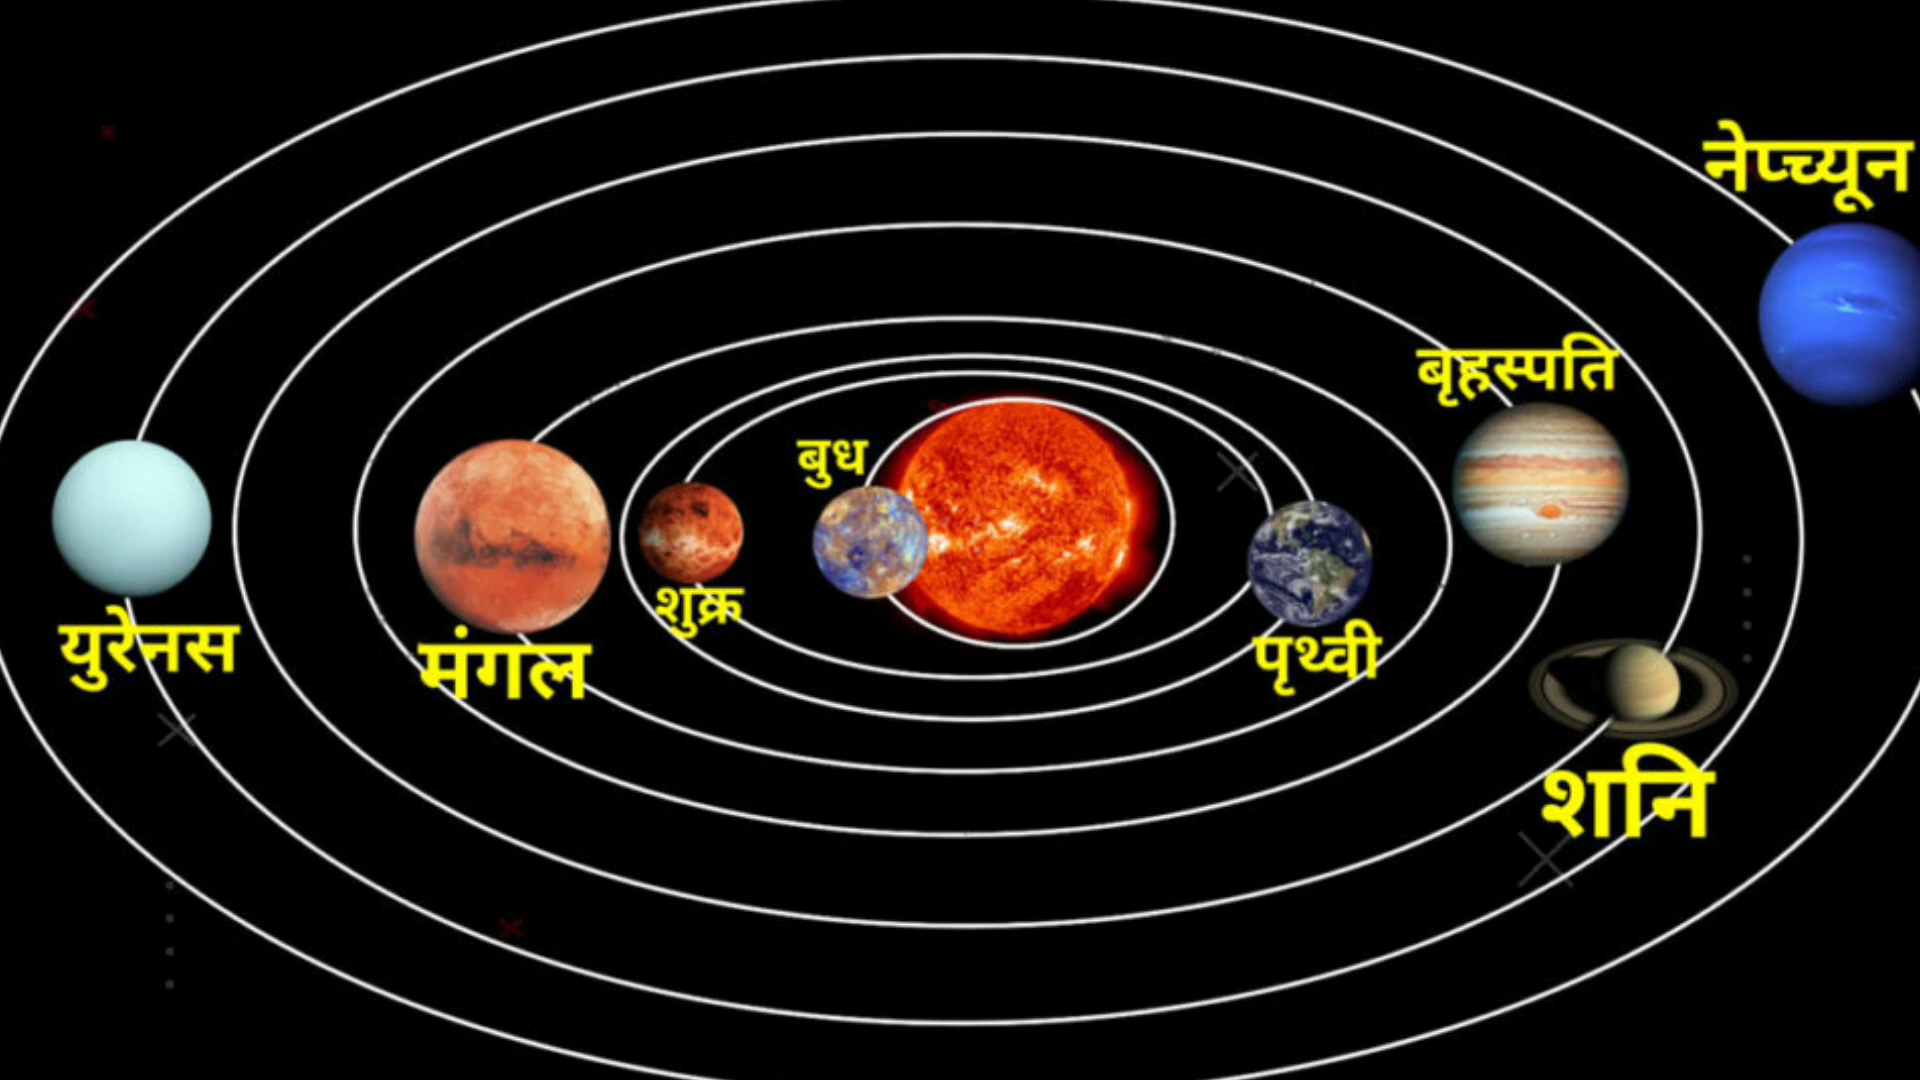 नेप्च्यून
बृहस्पति
बुध
शुक्र
युरेनस
मंगल
पृथ्वी
शनि